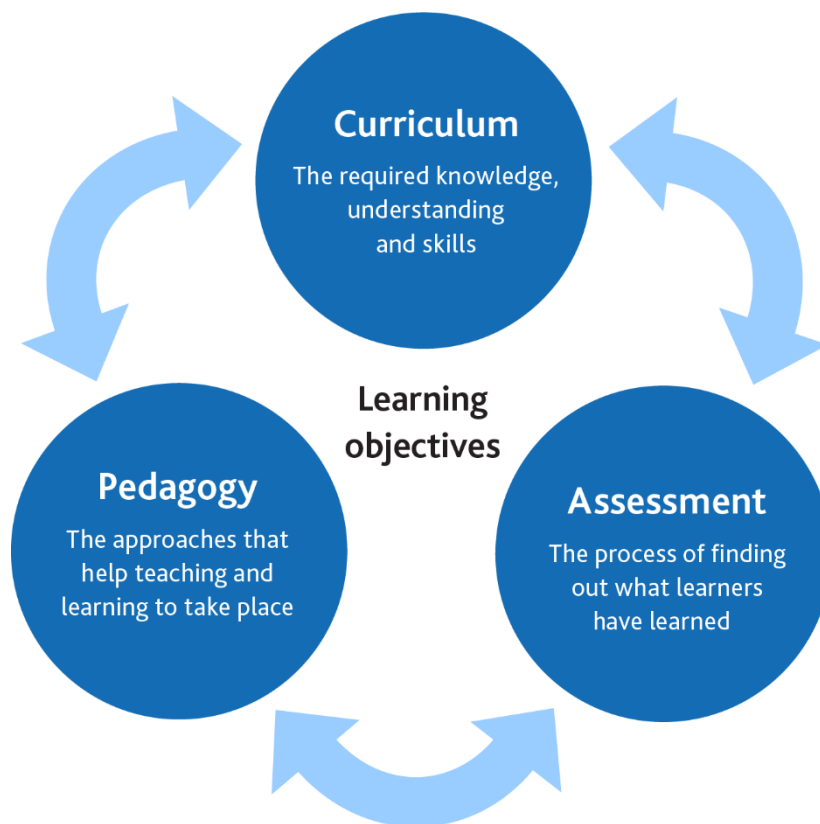 Curriculum
The required knowledge,
understanding
and skills
Learning
objectives
Pedagogy
The approaches that
help teaching and
learning to take place
Assessment
The process of finding
out what learners
have learned